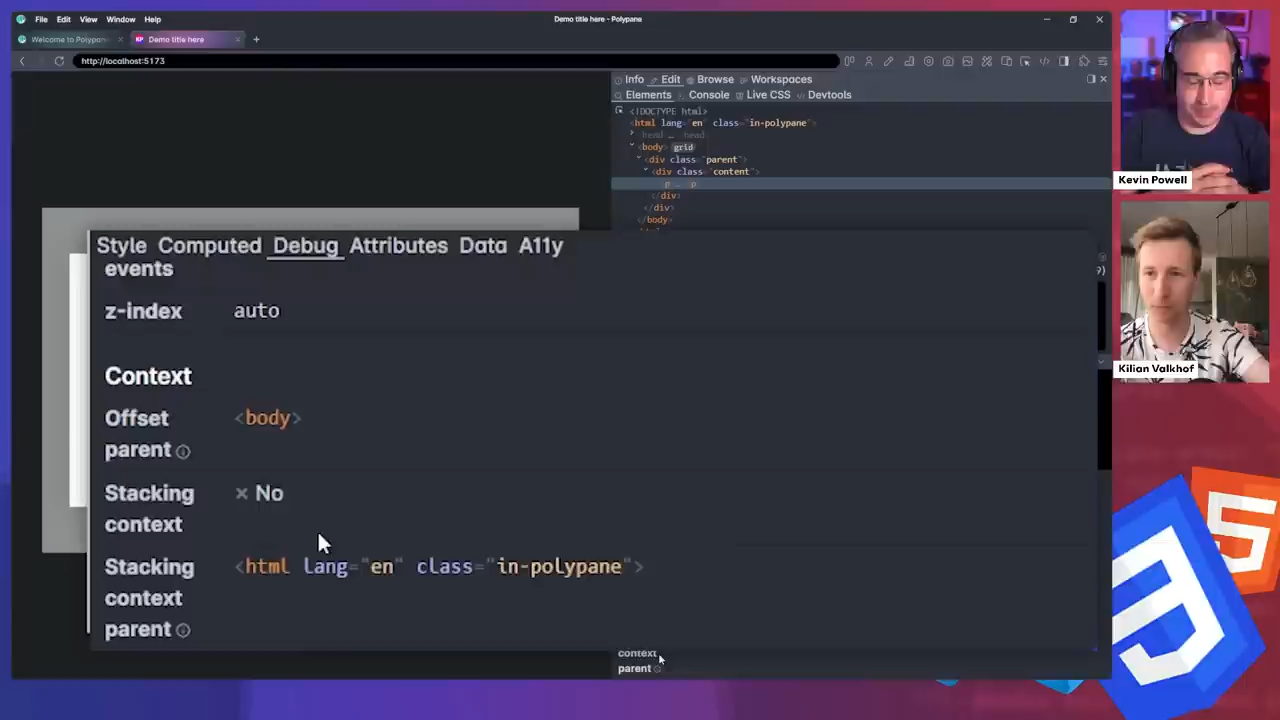 File Edit View Window Help
Demo title here - Polypane
Welcome to Polypan
Demo title here
http://localhost:5173
Info Edit Browse Workspaces
Elements Console Live CSS Devtools
<!DOCTYPE html>
<html lang="en" class="in-polypane">
head … head
<body> grid
<div class="parent">
<div class="content">
p … p
</div>
</div>
</body>
Kevin Powell
Style Computed Debug Attributes Data A11y
events
z-index auto
Context
Offset parent <body>
Stacking context × No
Stacking context parent <html lang="en" class="in-polypane">
Kilian Valkhof
context
parent